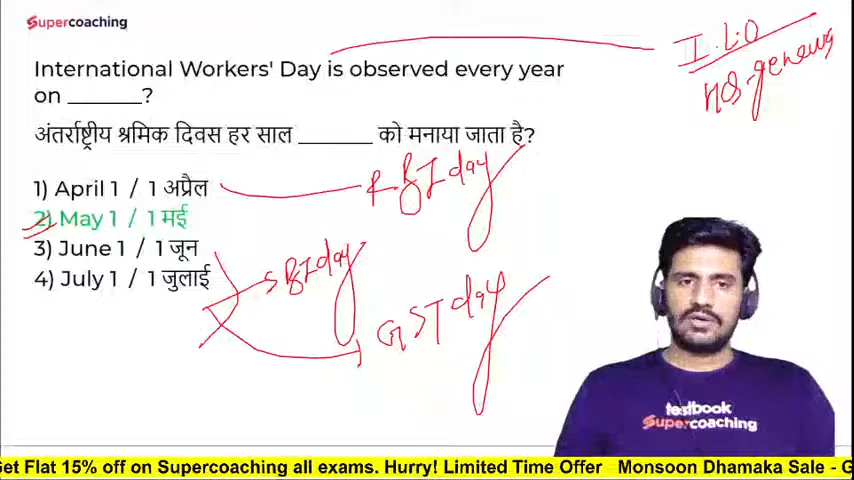 Supercoaching
International Workers' Day is observed every year
on ______?
अंतर्राष्ट्रीय श्रमिक दिवस हर साल ______ को मनाया जाता है?
1) April 1 / 1 अप्रैल
2) May 1 / 1 मई
3) June 1 / 1 जून
4) July 1 / 1 जुलाई
I.L.O
HQ-geneva
RBI day
SBI day
GST day
testbook
Supercoaching
Get Flat 15% off on Supercoaching all exams. Hurry! Limited Time Offer Monsoon Dhamaka Sale - G